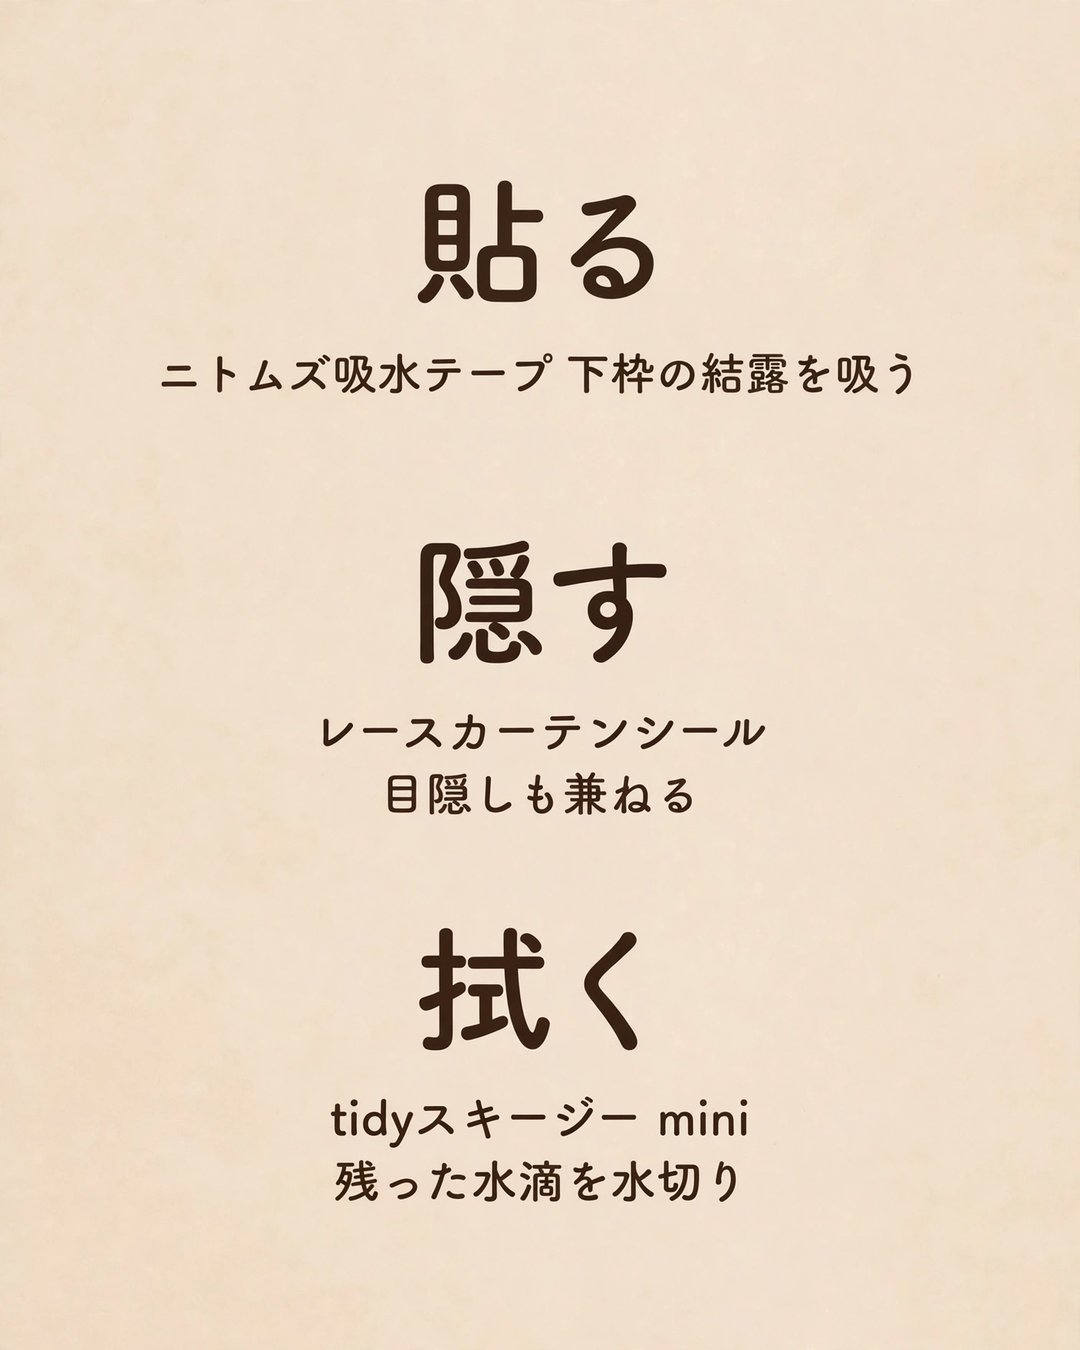 貼る
ニトムズ吸水テープ 下枠の結露を吸う
隠す
レースカーテンシール
目隠しも兼ねる
拭く
tidyスキージー mini
残った水滴を水切り